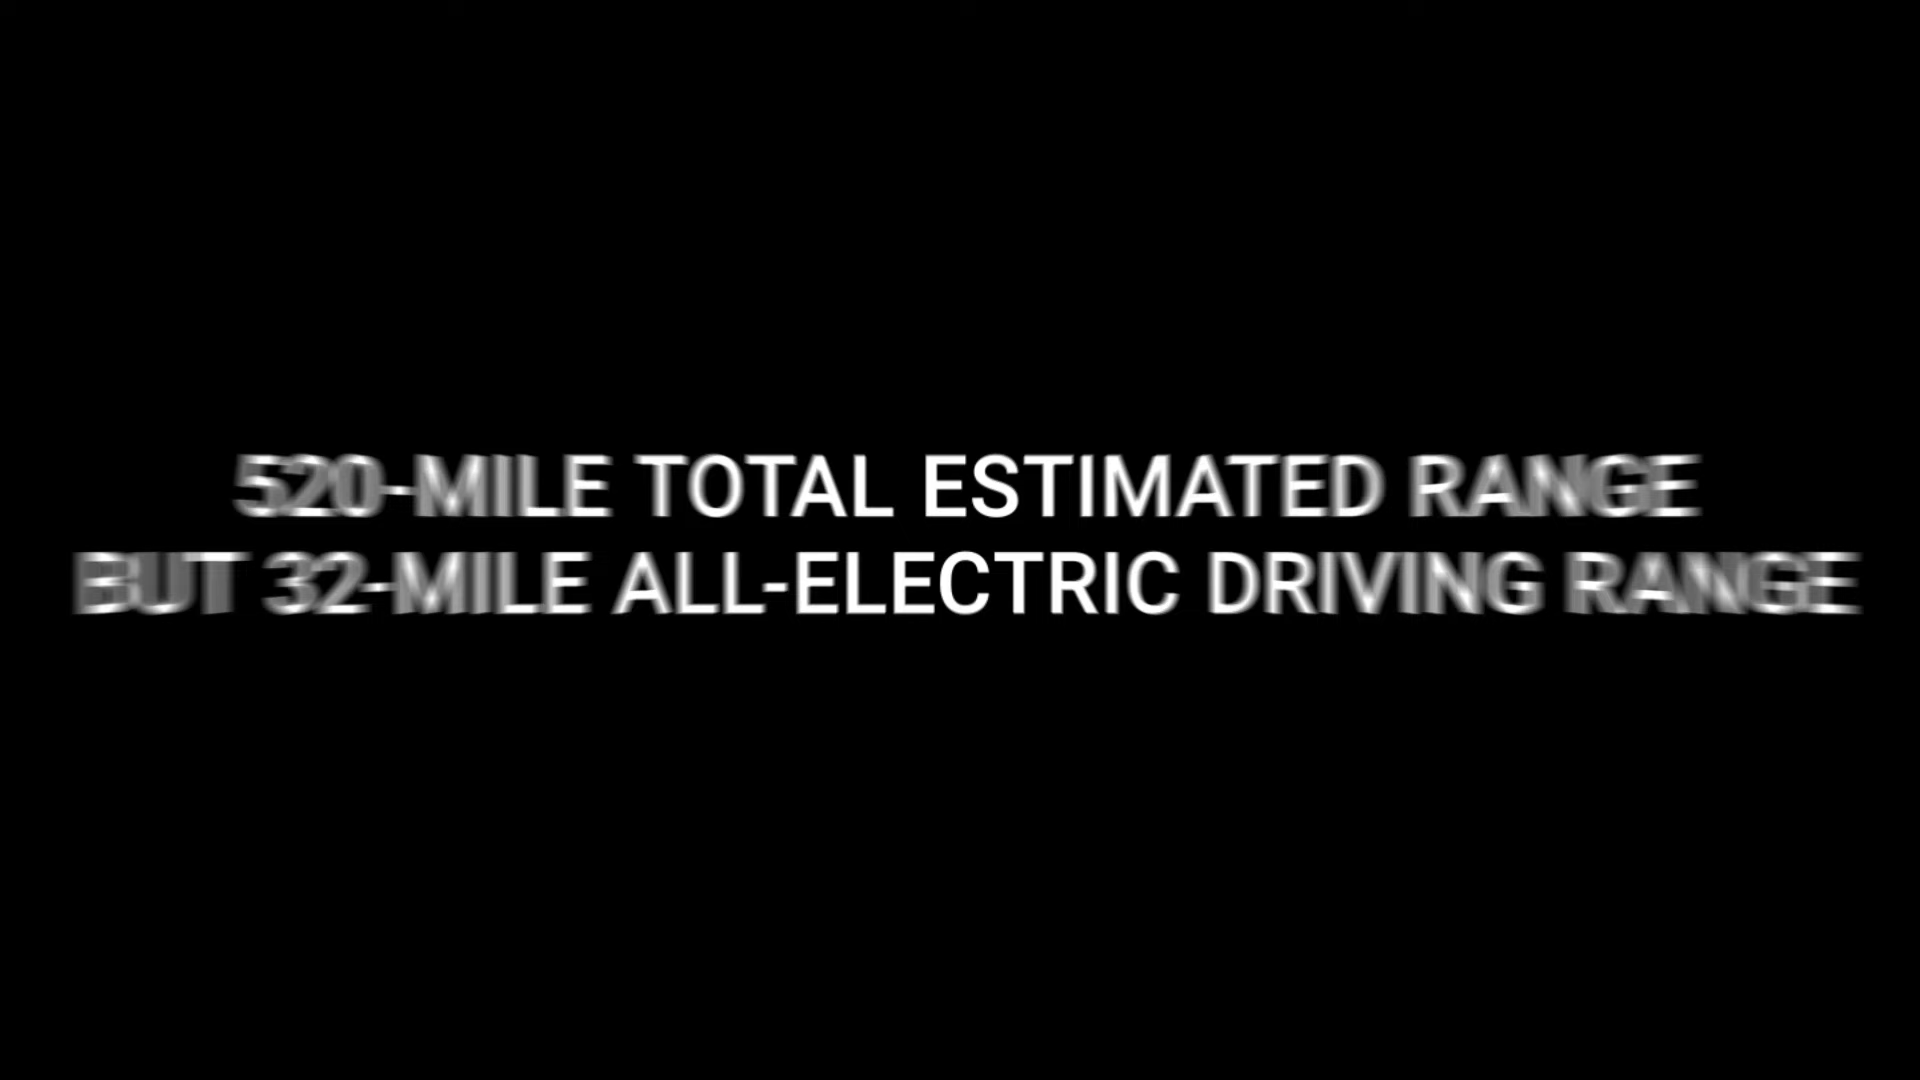 520-MILE TOTAL ESTIMATED RANGE
BUT 32-MILE ALL-ELECTRIC DRIVING RANGE